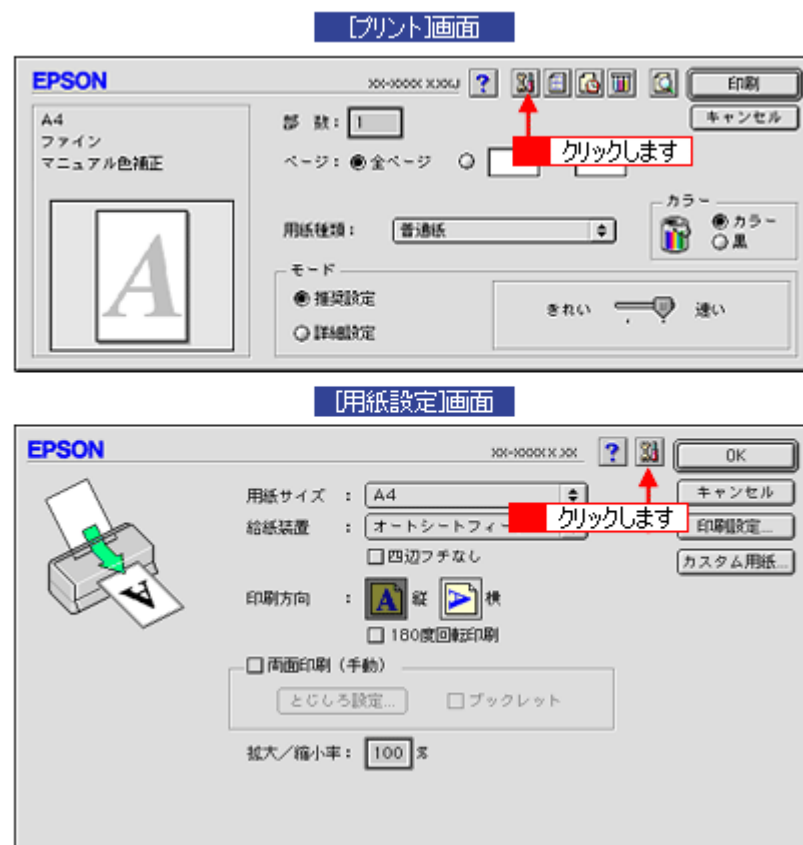 [プリント]画面
EPSON
XX-XXXX X.XXJ ?
印刷
A4
ファイン
マニュアル色補正
部 数: 1
キャンセル
クリックします
ページ: 全ページ
用紙種類: 普通紙
カラー
カラー
黒
A
モード
推奨設定
詳細設定
きれい 速い
[用紙設定]画面
EPSON
XX-XXXX X.XX ?
OK
用紙サイズ : A4
キャンセル
クリックします
給紙装置 : オートシートフィー
印刷設定...
四辺フチなし
カスタム用紙...
A
印刷方向 : A 縦 A 横
180度回転印刷
両面印刷(手動)
とじしろ設定... ブックレット
拡大/縮小率: 100 %